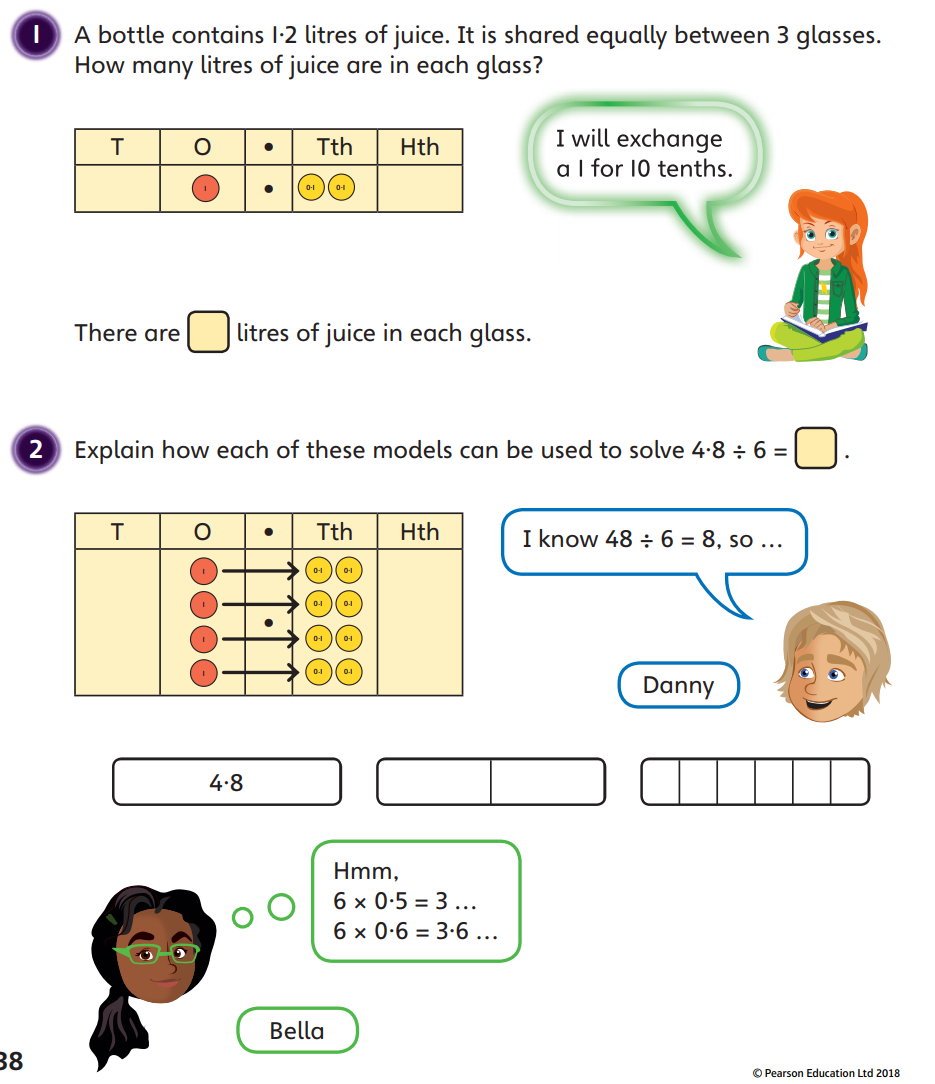 1
A bottle contains 1·2 litres of juice. It is shared equally between 3 glasses.
How many litres of juice are in each glass?
T O • Tth Hth
1 • 0·1 0·1
I will exchange
a 1 for 10 tenths.
There are litres of juice in each glass.
2
Explain how each of these models can be used to solve 4·8 ÷ 6 = .
T O • Tth Hth
1 0·1 0·1
1 0·1 0·1
•
1 0·1 0·1
1 0·1 0·1
I know 48 ÷ 6 = 8, so …
Danny
4·8
Hmm,
6 × 0·5 = 3 …
6 × 0·6 = 3·6 …
Bella
38
© Pearson Education Ltd 2018